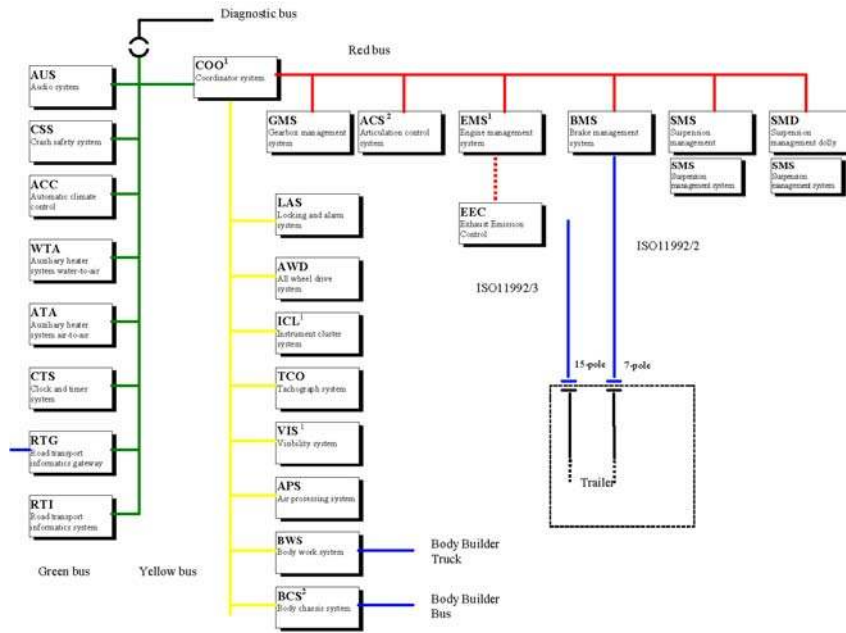 Diagnostic bus
Red bus
COO¹
Coordinator system
AUS
Audio system
CSS
Crash safety system
ACC
Automatic climate
control
WTA
Auxiliary heater
system water-to-air
ATA
Auxiliary heater
system air-to-air
CTS
Clock and timer
system
RTG
Road transport
informatics gateway
RTI
Road transport
informatics system
Green bus
Yellow bus
GMS
Gearbox management
system
ACS²
Articulation control
system
EMS¹
Engine management
system
BMS
Brake management
system
SMS
Suspension
management
SMS
Suspension
management system
SMD
Suspension
management dolly
SMS
Suspension
management system
EEC
Exhaust Emission
Control
LAS
Locking and alarm
system
AWD
All wheel drive
system
ICL¹
Instrument cluster
system
TCO
Tachograph system
VIS¹
Visibility system
APS
Air processing system
BWS
Body work system
BCS²
Body chassis system
Body Builder
Truck
Body Builder
Bus
ISO11992/2
ISO11992/3
15-pole
7-pole
Trailer